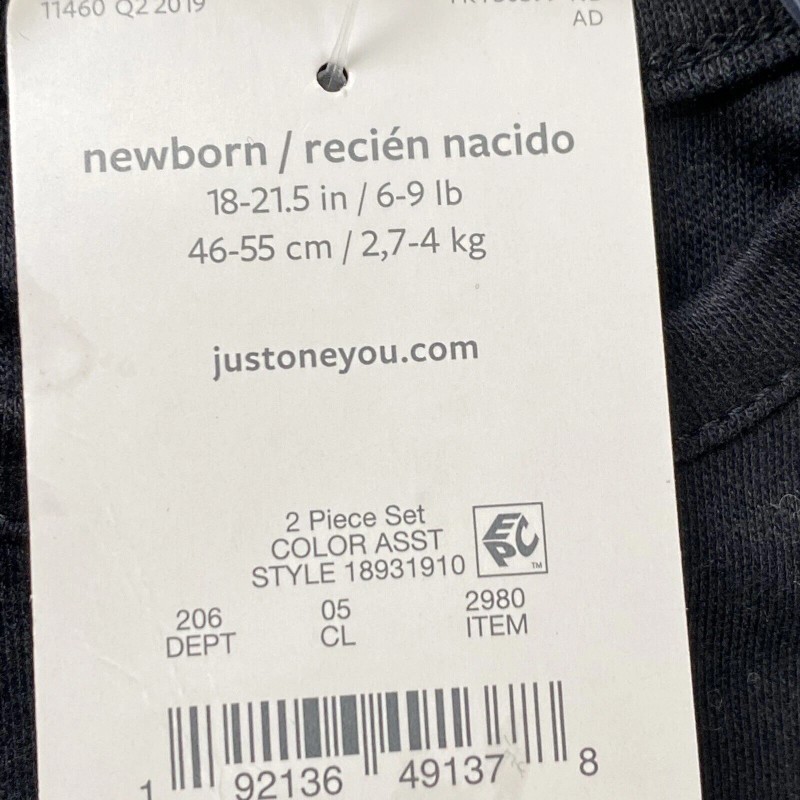 11460 Q2 2019
AD
newborn / recién nacido
18-21.5 in / 6-9 lb
46-55 cm / 2,7-4 kg
justoneyou.com
2 Piece Set
COLOR ASST
STYLE 18931910
EPC
TM
206 05 2980
DEPT CL ITEM
1 92136 49137 8